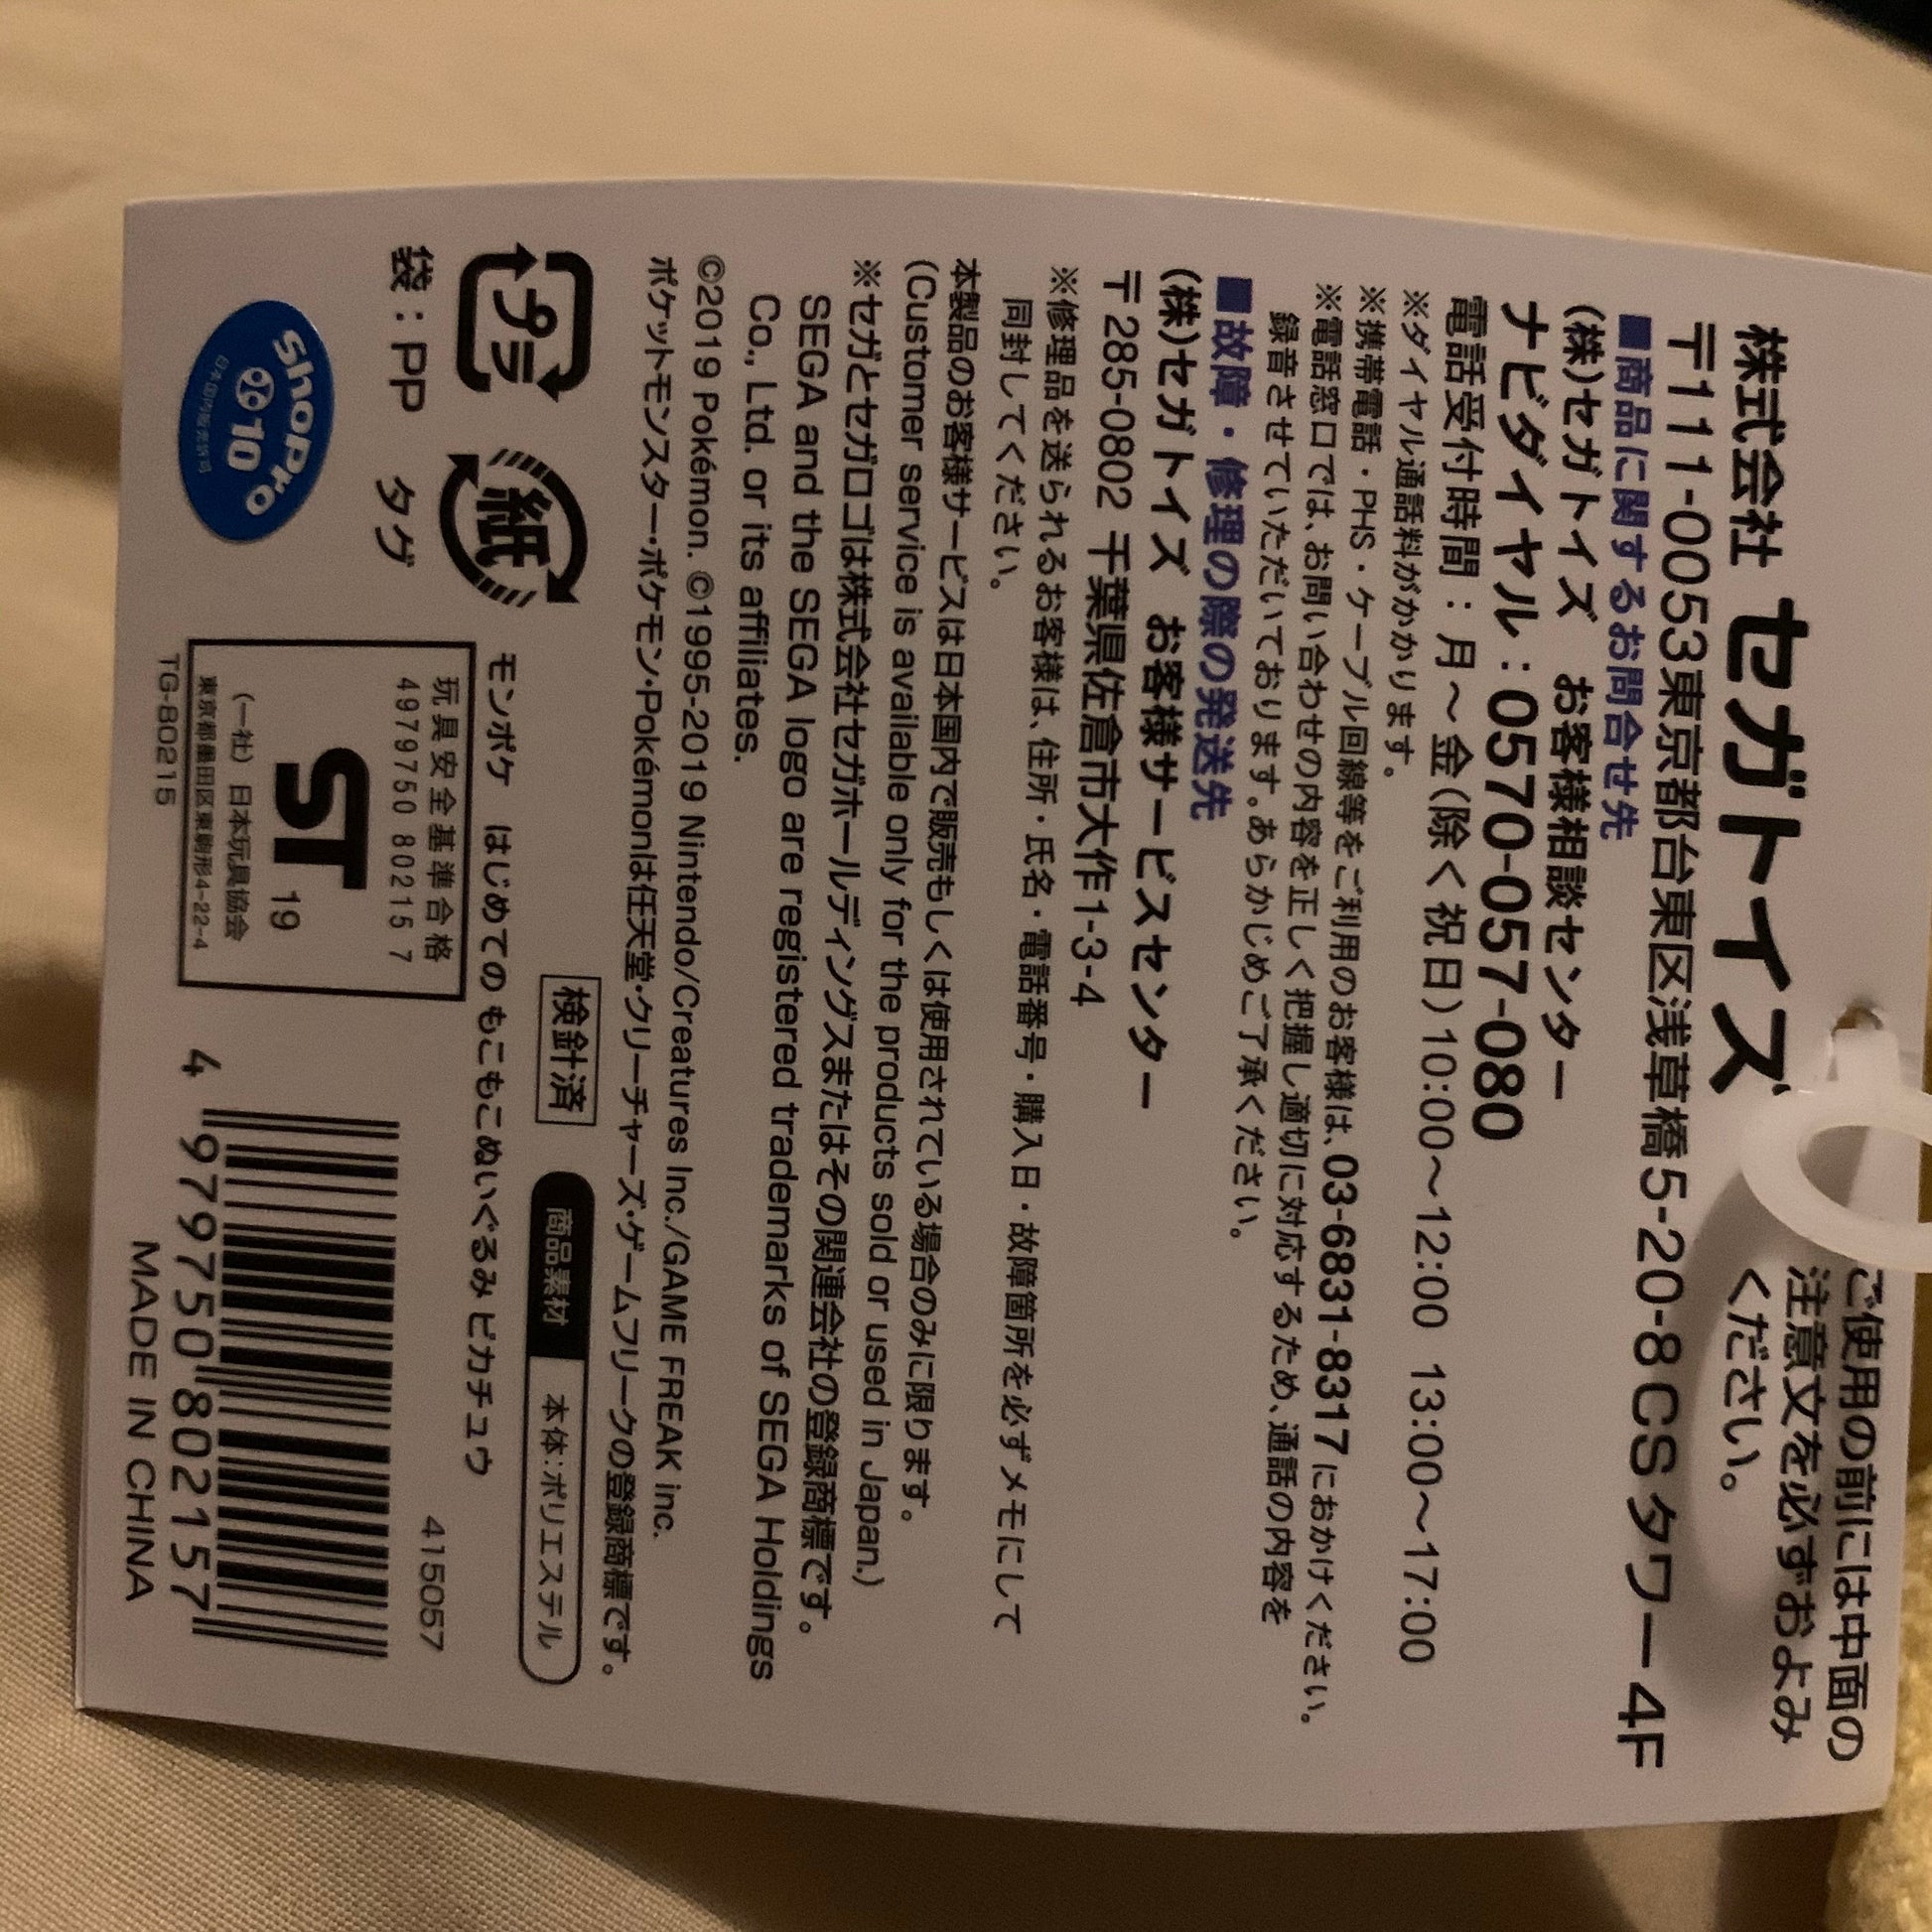 ご使用の前には中面の
注意文を必ずおよみ
ください。
株式会社 セガトイズ
〒111-0053東京都台東区浅草橋5-20-8 CSタワー4F
■商品に関するお問合せ先
(株)セガトイズ お客様相談センター
ナビダイヤル：0570-057-080
電話受付時間：月～金(除く祝日)10:00～12:00 13:00～17:00
※ダイヤル通話料がかかります。
※携帯電話・PHS・ケーブル回線等をご利用のお客様は、03-6831-8317におかけください。
※電話窓口では、お問い合わせの内容を正しく把握し適切に対応するため、通話の内容を
録音させていただいております。あらかじめご了承ください。
■故障・修理の際の発送先
(株)セガトイズ お客様サービスセンター
〒285-0802 千葉県佐倉市大作1-3-4
※修理品を送られるお客様は、住所・氏名・電話番号・購入日・故障箇所を必ずメモにして
同封してください。
本製品のお客様サービスは日本国内で販売もしくは使用されている場合のみに限ります。
(Customer service is available only for the products sold or used in Japan.)
※セガとセガロゴは株式会社セガホールディングスまたはその関連会社の登録商標です。
SEGA and the SEGA logo are registered trademarks of SEGA Holdings
Co., Ltd. or its affiliates.
©2019 Pokémon. ©1995-2019 Nintendo/Creatures Inc./GAME FREAK inc.
ポケットモンスター・ポケモン・Pokémonは任天堂・クリーチャーズ・ゲームフリークの登録商標です。
プラ
袋：PP
紙
タグ
検針済
商品素材 本体：ポリエステル
モンポケ はじめての もこもこぬいぐるみ ピカチュウ
415057
玩具安全基準合格
4979750 80215 7
ST 19
(一社) 日本玩具協会
東京都墨田区東駒形4-22-4
TG-80215
ShoPro
10
日本国内販売許可
4 979750 802157
MADE IN CHINA